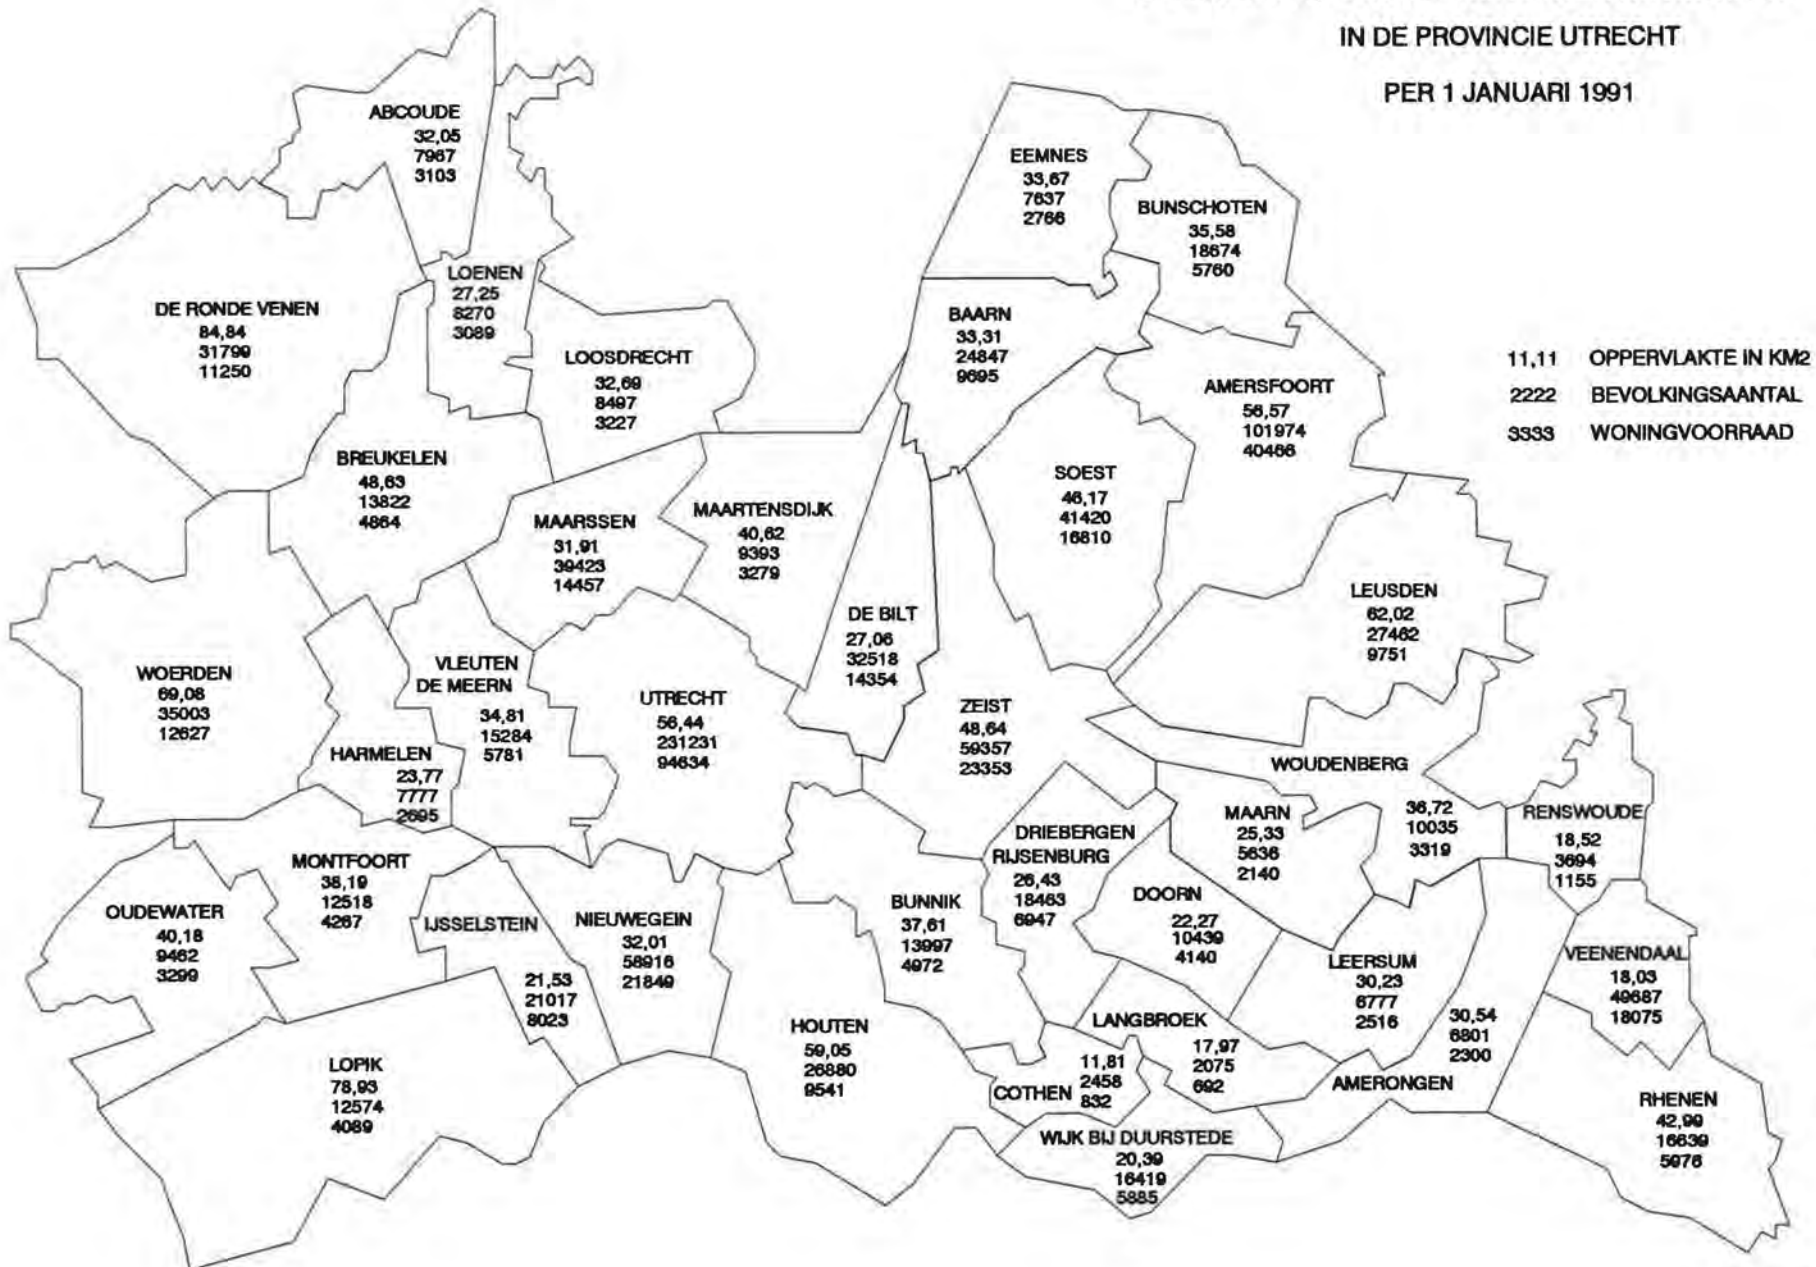 IN DE PROVINCIE UTRECHT
PER 1 JANUARI 1991
ABCOUDE
32,05
7967
3103
EEMNES
33,67
7637
2766
BUNSCHOTEN
35,58
18674
5760
LOENEN
27,25
8270
3089
DE RONDE VENEN
84,84
31799
11250
BAARN
33,31
24847
9695
LOOSDRECHT
32,69
8497
3227
11,11 OPPERVLAKTE IN KM2
2222 BEVOLKINGSAANTAL
3333 WONINGVOORRAAD
AMERSFOORT
56,57
101974
40466
BREUKELEN
48,63
13822
4864
SOEST
46,17
41420
16810
MAARSSEN
31,91
39423
14457
MAARTENSDIJK
40,62
9393
3279
LEUSDEN
62,02
27462
9751
DE BILT
27,06
32518
14354
WOERDEN
69,08
35003
12627
VLEUTEN
DE MEERN
34,81
15284
5781
UTRECHT
56,44
231231
94634
ZEIST
48,64
59357
23353
HARMELEN
23,77
7777
2695
WOUDENBERG
36,72
10035
3319
MAARN
25,33
5636
2140
RENSWOUDE
18,52
3694
1155
DRIEBERGEN
RIJSENBURG
26,43
18463
6947
MONTFOORT
38,19
12518
4267
OUDEWATER
40,18
9462
3299
IJSSELSTEIN
21,53
21017
8023
NIEUWEGEIN
32,01
58916
21849
BUNNIK
37,61
13997
4972
DOORN
22,27
10439
4140
LEERSUM
30,23
6777
2516
VEENENDAAL
18,03
49687
18075
HOUTEN
59,05
26880
9541
LANGBROEK
17,97
2075
692
30,54
6801
2300
AMERONGEN
LOPIK
78,93
12574
4089
COTHEN
11,81
2458
832
RHENEN
42,99
16639
5976
WIJK BIJ DUURSTEDE
20,39
16419
5885